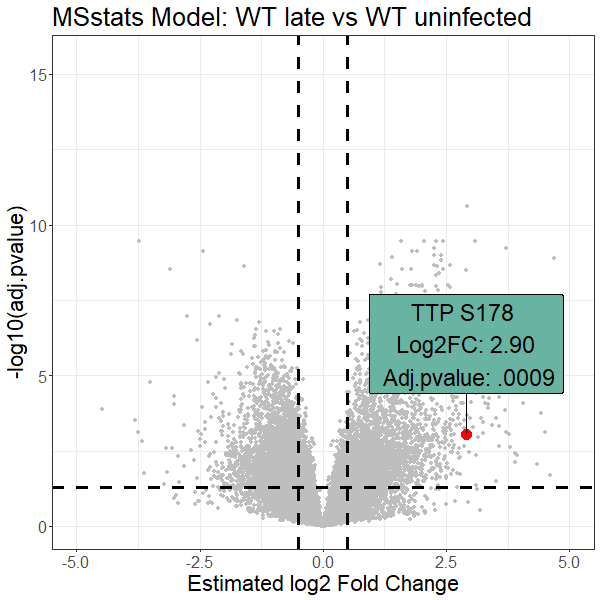 MSstats Model: WT late vs WT uninfected
-log10(adj.pvalue)
15
10
5
0
TTP S178
Log2FC: 2.90
Adj.pvalue: .0009
-5.0
-2.5
0.0
2.5
5.0
Estimated log2 Fold Change